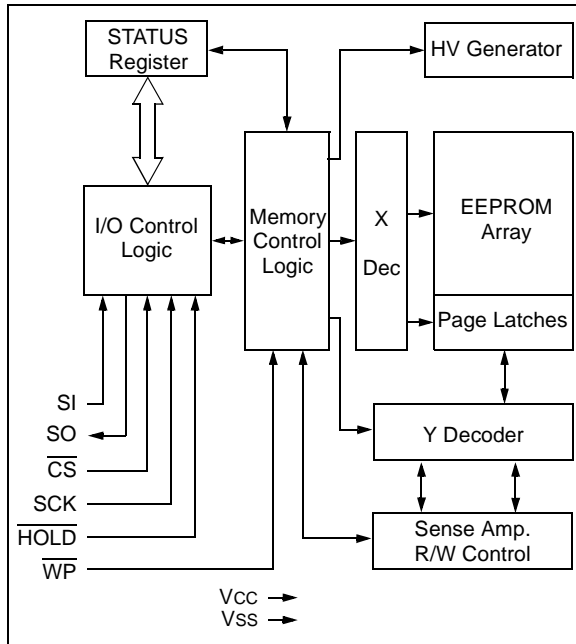 STATUS
Register
HV Generator
I/O Control
Logic
Memory
Control
Logic
X
Dec
EEPROM
Array
Page Latches
SI
SO
CS
SCK
HOLD
WP
Y Decoder
Sense Amp.
R/W Control
VCC
VSS